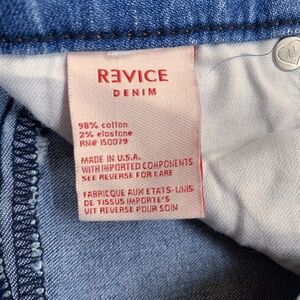 REVICE
DENIM
98% cotton
2% elastane
RN# 150079
MADE IN U.S.A.
WITH IMPORTED COMPONENTS
SEE REVERSE FOR CARE
FABRIQUE AUX ETATS-UNIS
DE TISSUS IMPORTE'S
VIT REVERSE POUR SOIN